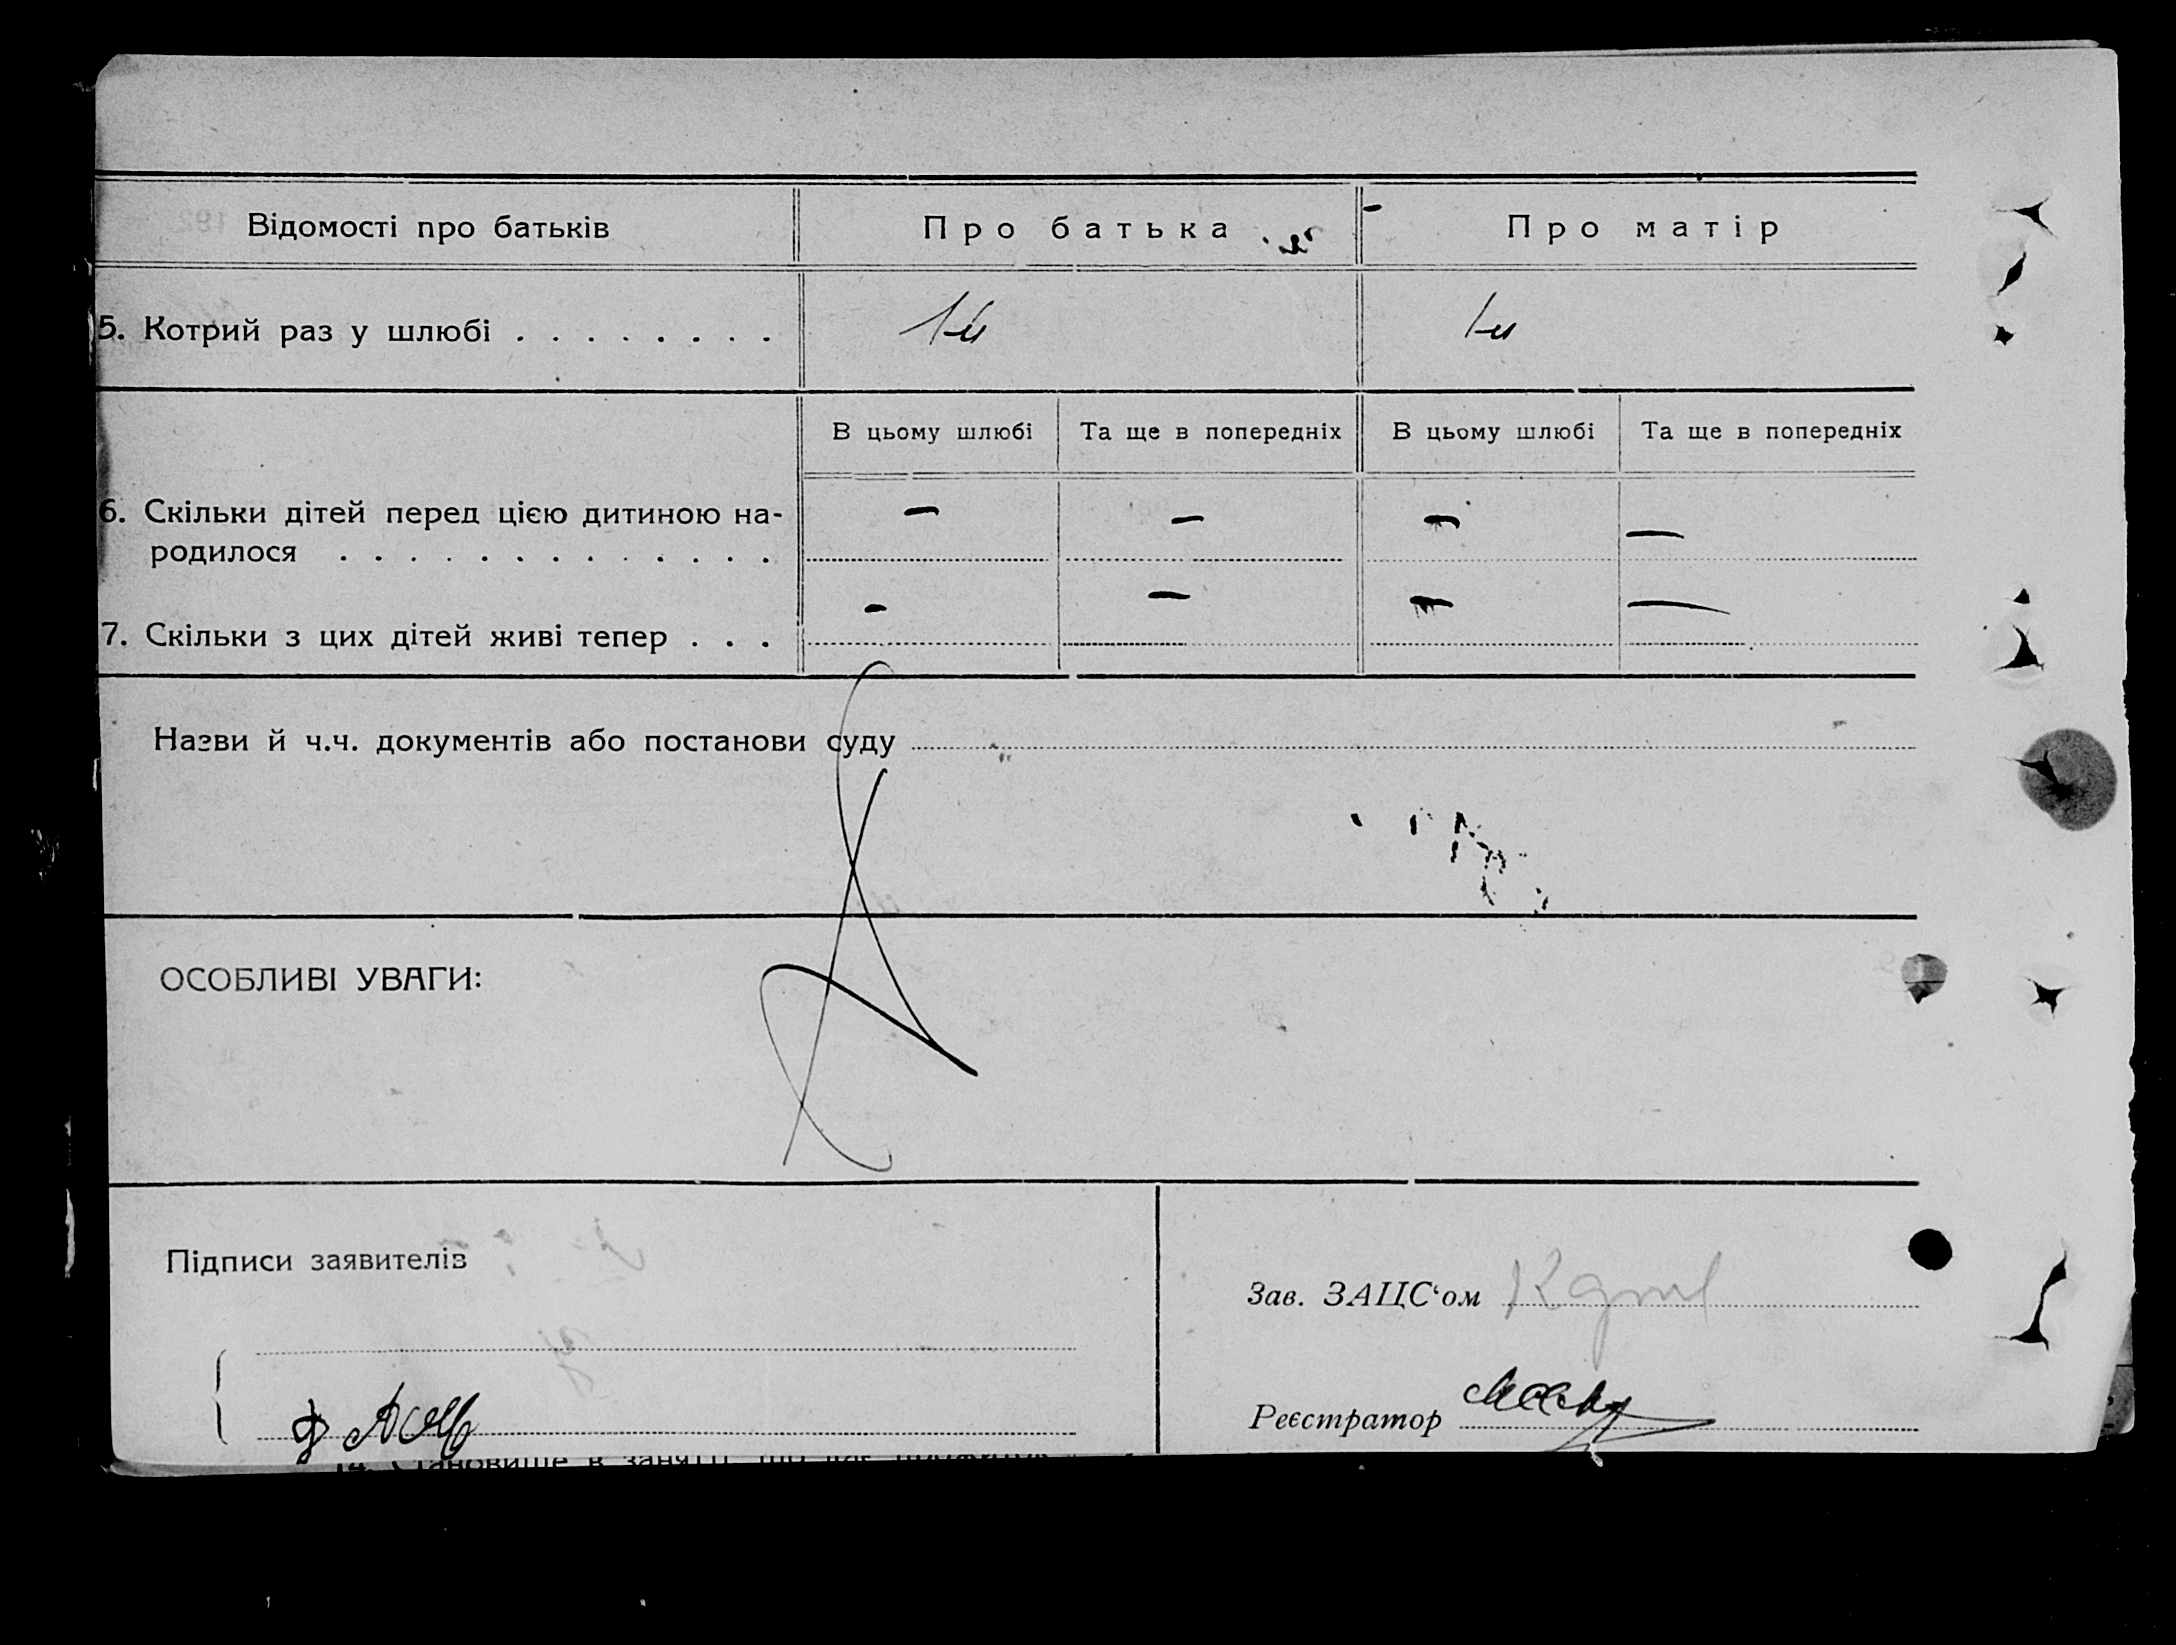 Відомості про батьків Про батька Про матір
5. Котрий раз у шлюбі . . . . . . . . 1-й 1-й
В цьому шлюбі Та ще в попередніх В цьому шлюбі Та ще в попередніх
6. Скільки дітей перед цією дитиною на- — — — —
родилося . . . . . . . . . . . . .
7. Скільки з цих дітей живі тепер . . . — — — —
Назви й ч.ч. документів або постанови суду
ОСОБЛИВІ УВАГИ:
Підписи заявителів
Зав. ЗАЦС‘ом
Реєстратор